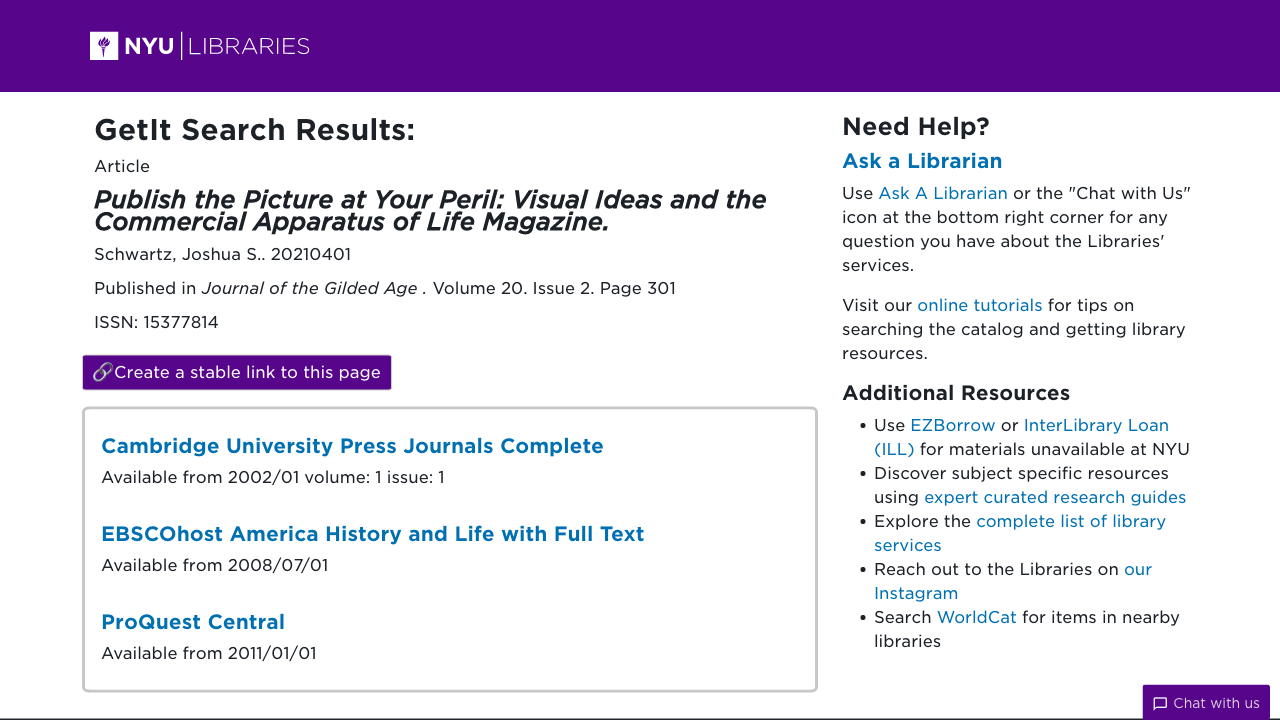 NYU LIBRARIES
GetIt Search Results:
Article
Publish the Picture at Your Peril: Visual Ideas and the
Commercial Apparatus of Life Magazine.
Schwartz, Joshua S.. 20210401
Published in Journal of the Gilded Age . Volume 20. Issue 2. Page 301
ISSN: 15377814
Create a stable link to this page
Cambridge University Press Journals Complete
Available from 2002/01 volume: 1 issue: 1
EBSCOhost America History and Life with Full Text
Available from 2008/07/01
ProQuest Central
Available from 2011/01/01
Need Help?
Ask a Librarian
Use Ask A Librarian or the "Chat with Us"
icon at the bottom right corner for any
question you have about the Libraries'
services.
Visit our online tutorials for tips on
searching the catalog and getting library
resources.
Additional Resources
• Use EZBorrow or InterLibrary Loan
(ILL) for materials unavailable at NYU
• Discover subject specific resources
using expert curated research guides
• Explore the complete list of library
services
• Reach out to the Libraries on our
Instagram
• Search WorldCat for items in nearby
libraries
Chat with us